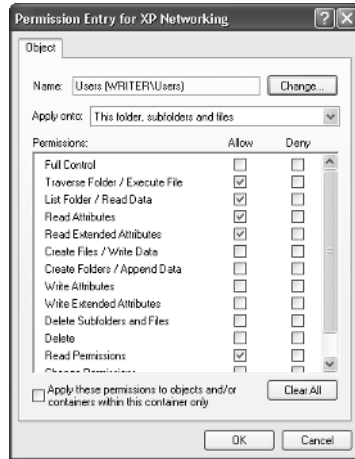 Permission Entry for XP Networking
Object
Name: Users (WRITER\Users) Change...
Apply onto: This folder, subfolders and files
Permissions: Allow Deny
Full Control
Traverse Folder / Execute File
List Folder / Read Data
Read Attributes
Read Extended Attributes
Create Files / Write Data
Create Folders / Append Data
Write Attributes
Write Extended Attributes
Delete Subfolders and Files
Delete
Read Permissions
Change Permissions
Apply these permissions to objects and/or Clear All
containers within this container only
OK Cancel